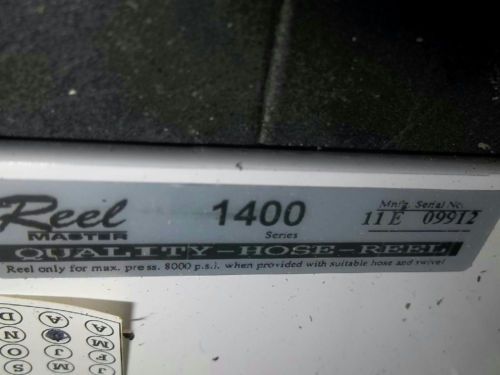 Reel
MASTER
1400
Series
Mnfg. Serial No.
11E 09912
QUALITY-HOSE-REEL
Reel only for max. press. 8000 p.s.i. when provided with suitable hose and swivel
J F M A
J M
S O N D